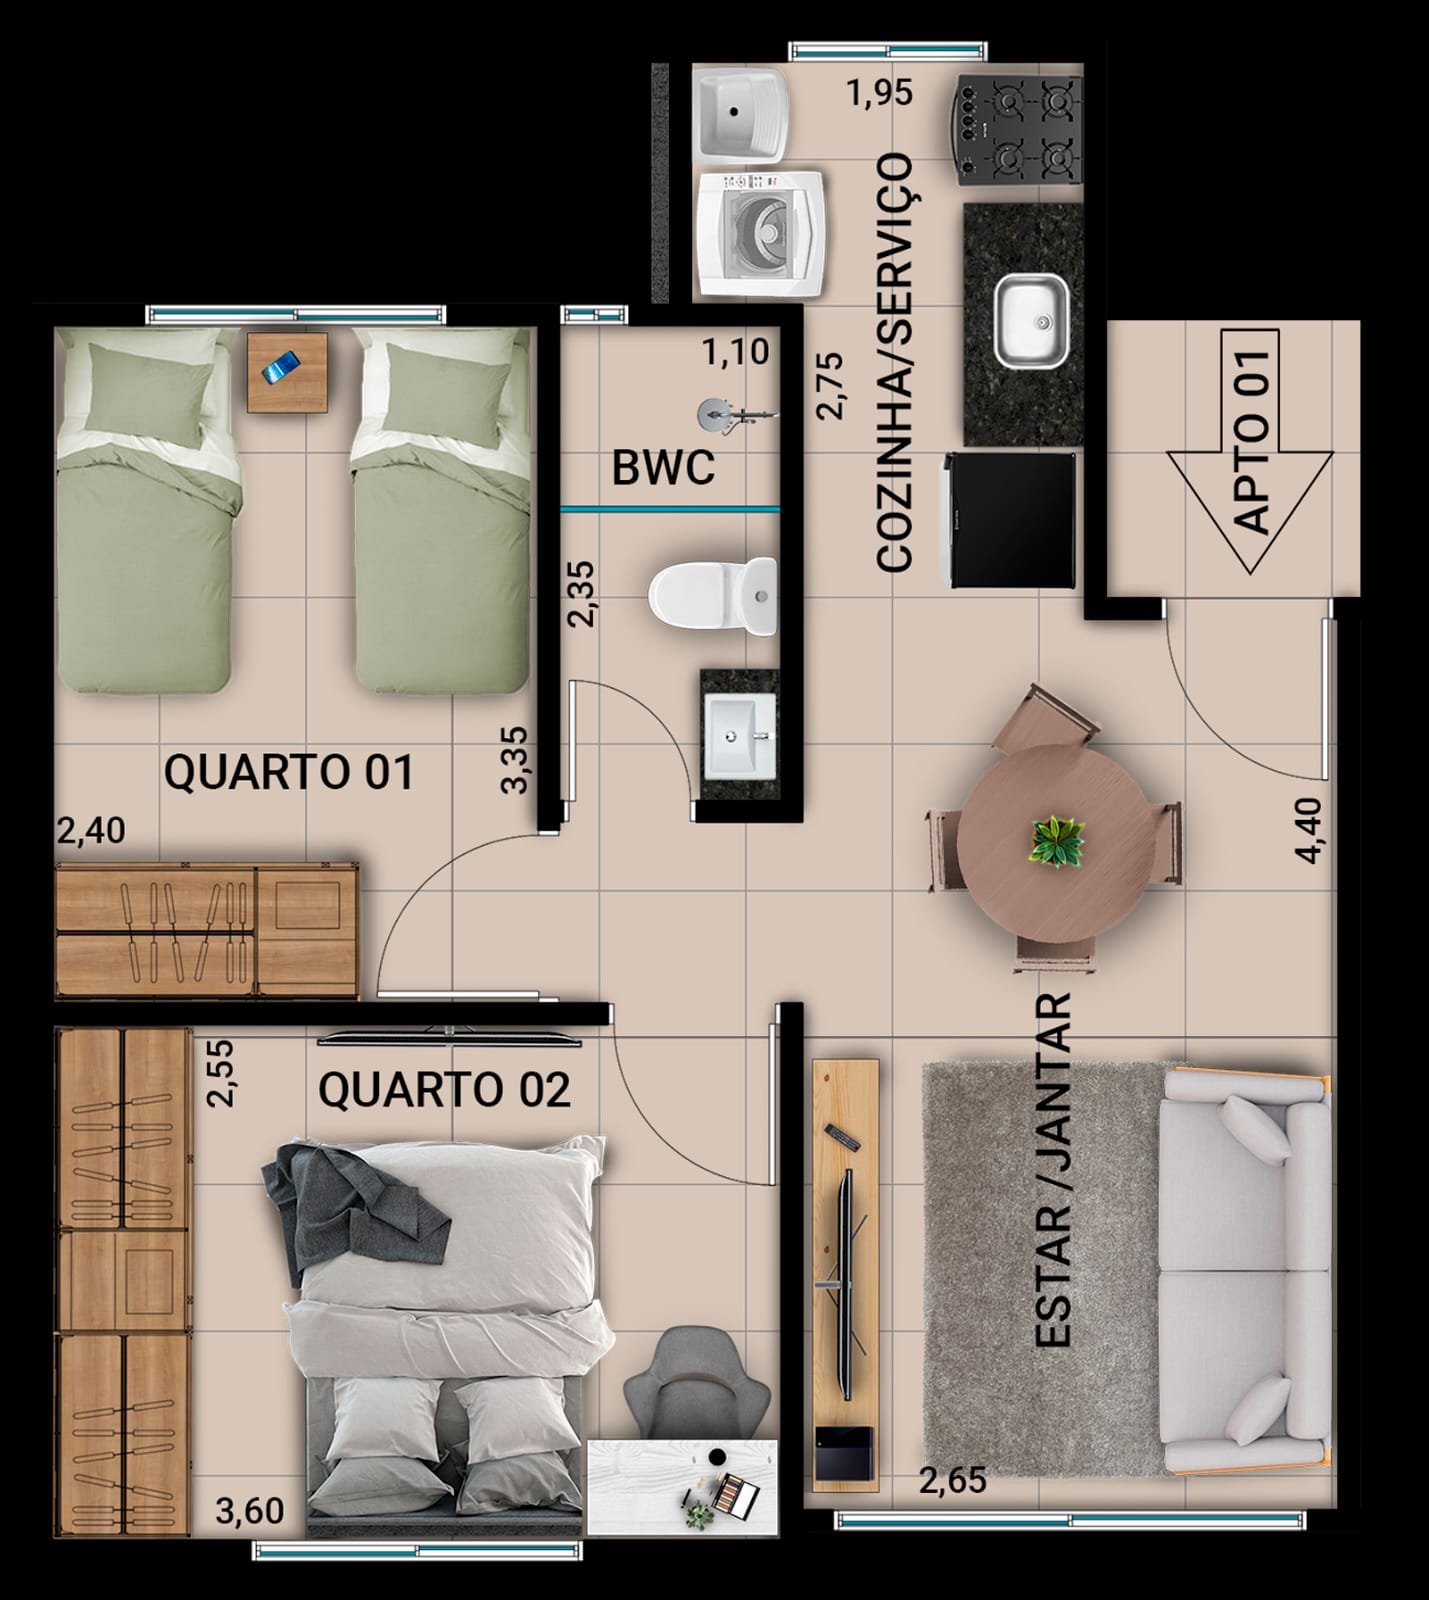 1,95
COZINHA/SERVIÇO
2,75
APTO 01
1,10
BWC
2,35
QUARTO 01
3,35
2,40
4,40
ESTAR /JANTAR
2,65
2,55
QUARTO 02
3,60